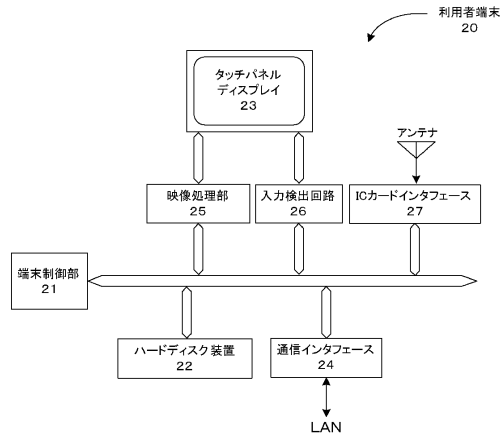 利用者端末
20
タッチパネル
ディスプレイ
23
アンテナ
映像処理部
25
入力検出回路
26
ICカードインタフェース
27
端末制御部
21
ハードディスク装置
22
通信インタフェース
24
LAN